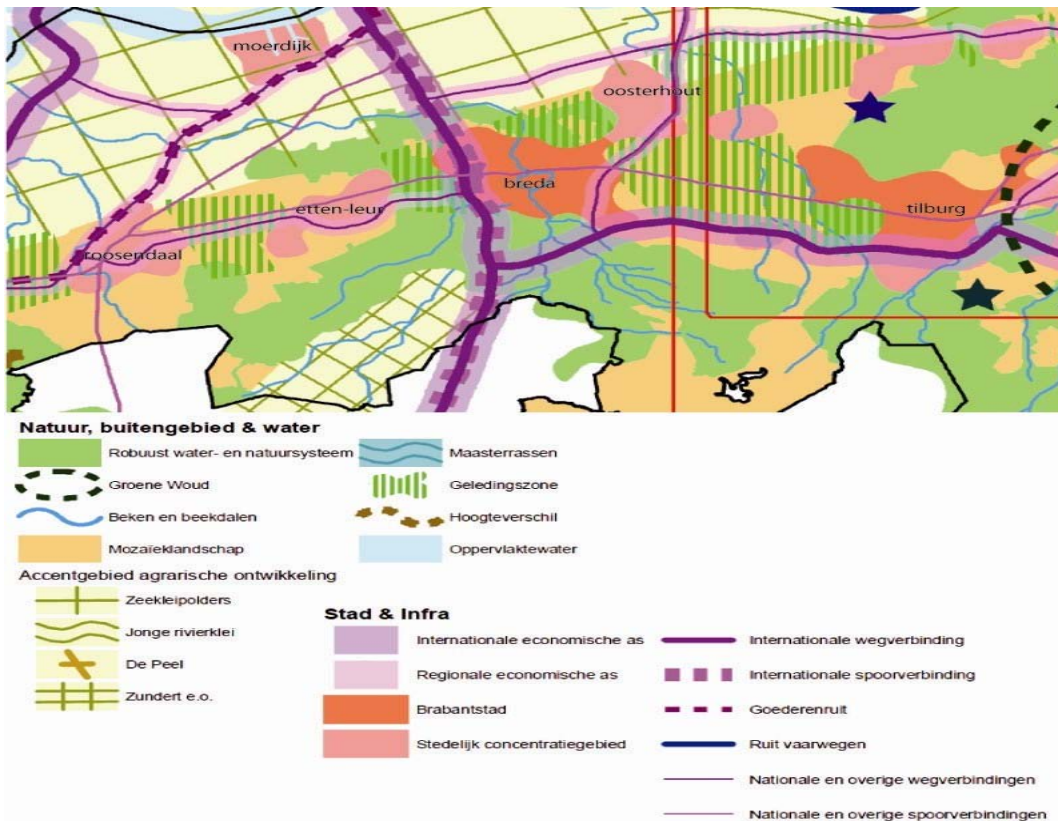 moerdijk
oosterhout
breda
etten-leur
tilburg
roosendaal
Natuur, buitengebied & water
Robuust water- en natuursysteem
Groene Woud
Beken en beekdalen
Mozaïeklandschap
Maasterrassen
Geledingszone
Hoogteverschil
Oppervlaktewater
Accentgebied agrarische ontwikkeling
Zeekleipolders
Jonge rivierklei
De Peel
Zundert e.o.
Stad & Infra
Internationale economische as
Regionale economische as
Brabantstad
Stedelijk concentratiegebied
Internationale wegverbinding
Internationale spoorverbinding
Goederenruit
Ruit vaarwegen
Nationale en overige wegverbindingen
Nationale en overige spoorverbindingen